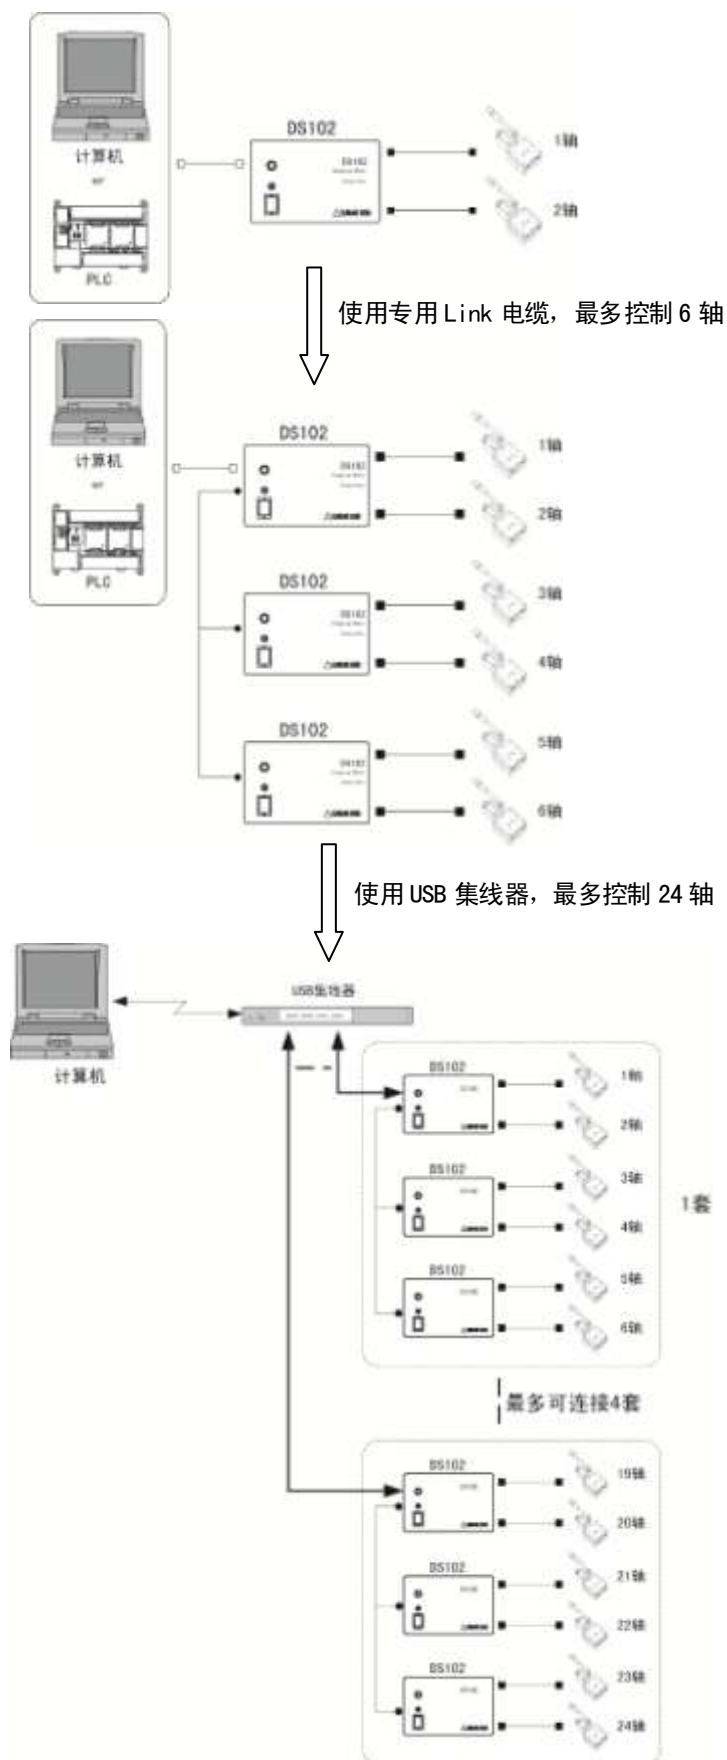 DS102
计算机
1轴
DS102
2轴
PLC
使用专用Link 电缆，最多控制6 轴
DS102
计算机
1轴
DS102
2轴
PLC
DS102
3轴
DS102
4轴
DS102
5轴
DS102
6轴
使用USB 集线器，最多控制 24 轴
USB集线器
计算机
DS102
1轴
2轴
DS102
3轴
4轴
1套
DS102
5轴
6轴
最多可连接4套
DS102
19轴
20轴
DS102
21轴
22轴
DS102
23轴
24轴